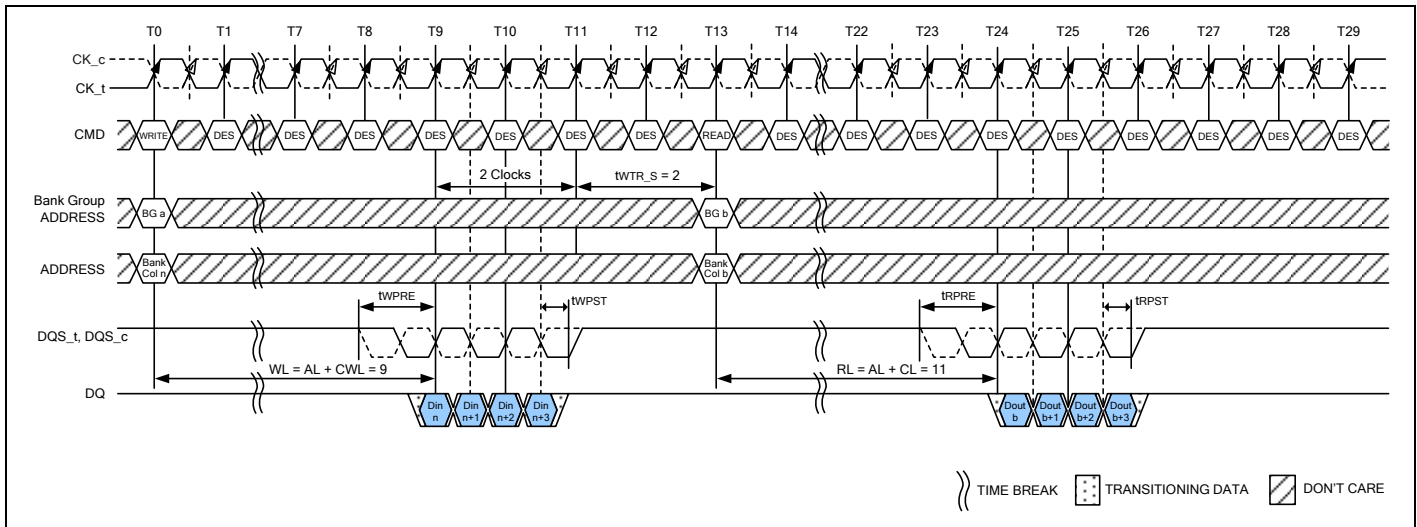 T0 T1 T7 T8 T9 T10 T11 T12 T13 T14 T22 T23 T24 T25 T26 T27 T28 T29
CK_c
CK_t
CMD WRITE DES DES DES DES DES DES DES READ DES DES DES DES DES DES DES DES DES
2 Clocks tWTR_S = 2
Bank Group
ADDRESS BG a BG b
ADDRESS Bank Col n Bank Col b
tWPRE tWPST tRPRE tRPST
DQS_t, DQS_c
WL = AL + CWL = 9 RL = AL + CL = 11
DQ Din n Din n+1 Din n+2 Din n+3 Dout b Dout b+1 Dout b+2 Dout b+3
TIME BREAK TRANSITIONING DATA DON'T CARE